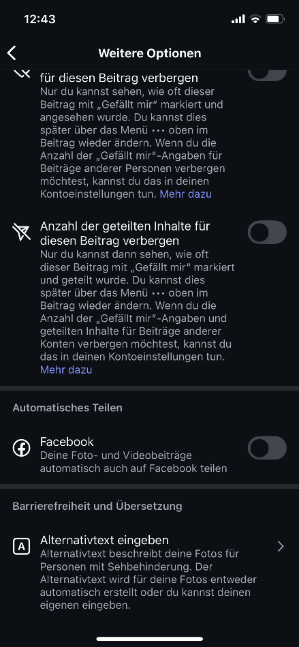 12:43
Weitere Optionen
für diesen Beitrag verbergen
Nur du kannst sehen, wie oft dieser
Beitrag mit „Gefällt mir“ markiert und
angesehen wurde. Du kannst dies
später über das Menü ••• oben im
Beitrag wieder ändern. Wenn du die
Anzahl der „Gefällt mir“-Angaben für
Beiträge anderer Personen verbergen
möchtest, kannst du das in deinen
Kontoeinstellungen tun. Mehr dazu
Anzahl der geteilten Inhalte für
diesen Beitrag verbergen
Nur du kannst dann sehen, wie oft
dieser Beitrag mit „Gefällt mir“ markiert
und geteilt wurde. Du kannst dies
später über das Menü ••• oben im
Beitrag wieder ändern. Wenn du die
Anzahl der „Gefällt mir“-Angaben und
geteilten Inhalte für Beiträge anderer
Konten verbergen möchtest, kannst du
das in deinen Kontoeinstellungen tun.
Mehr dazu
Automatisches Teilen
Facebook
Deine Foto- und Videobeiträge
automatisch auch auf Facebook teilen
Barrierefreiheit und Übersetzung
A
Alternativtext eingeben
Alternativtext beschreibt deine Fotos für
Personen mit Sehbehinderung. Der
Alternativtext wird für deine Fotos entweder
automatisch erstellt oder du kannst deinen
eigenen eingeben.